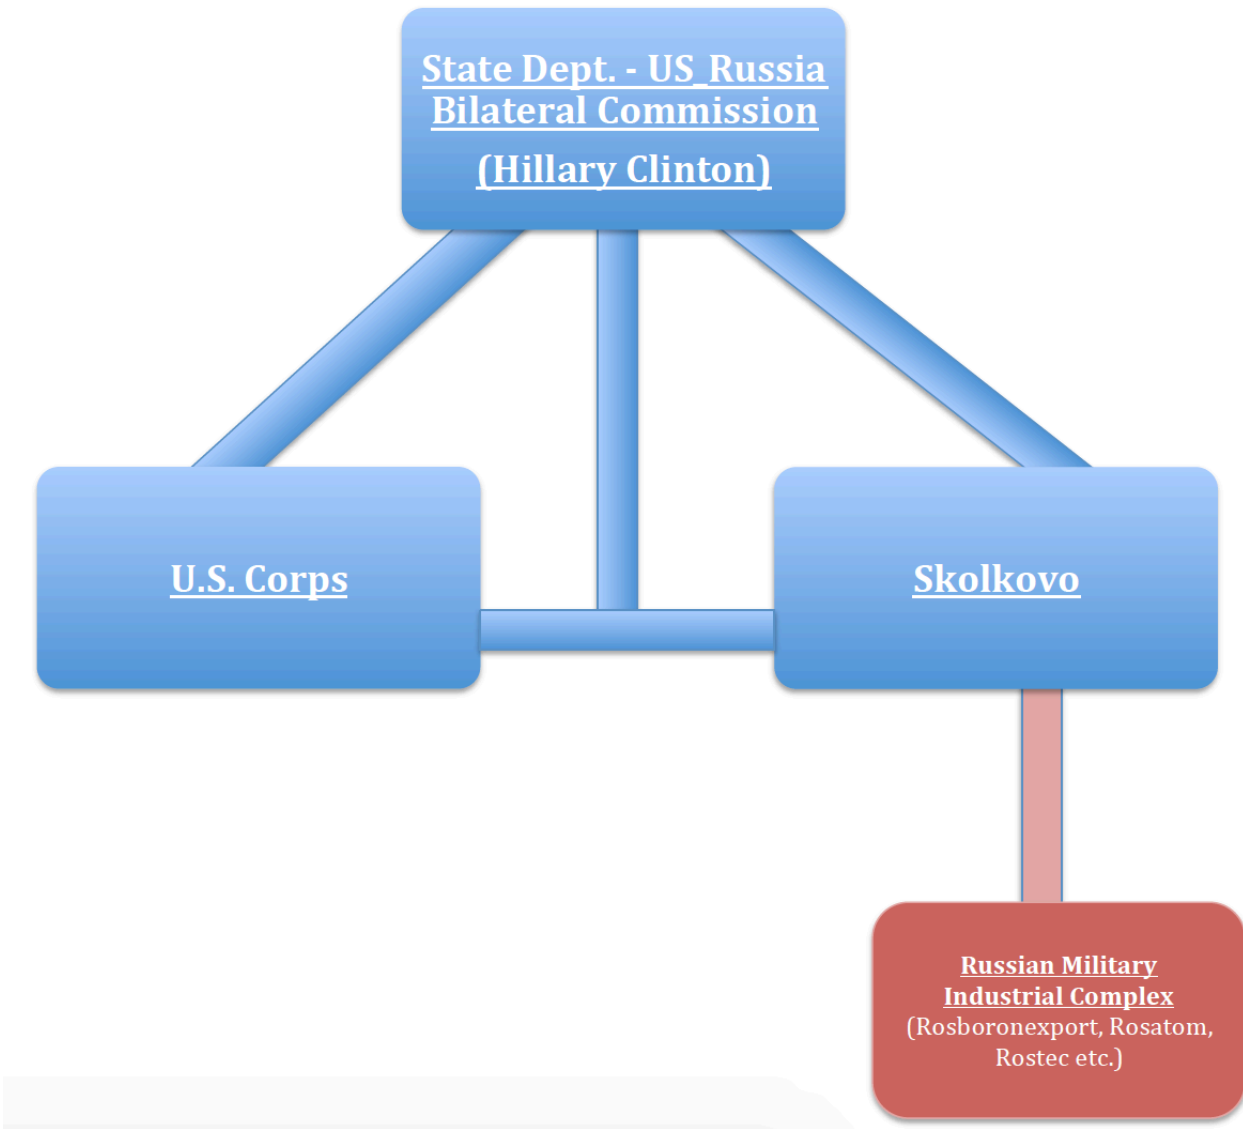 State Dept. - US_Russia
Bilateral Commission
(Hillary Clinton)
U.S. Corps
Skolkovo
Russian Military
Industrial Complex
(Rosboronexport, Rosatom,
Rostec etc.)